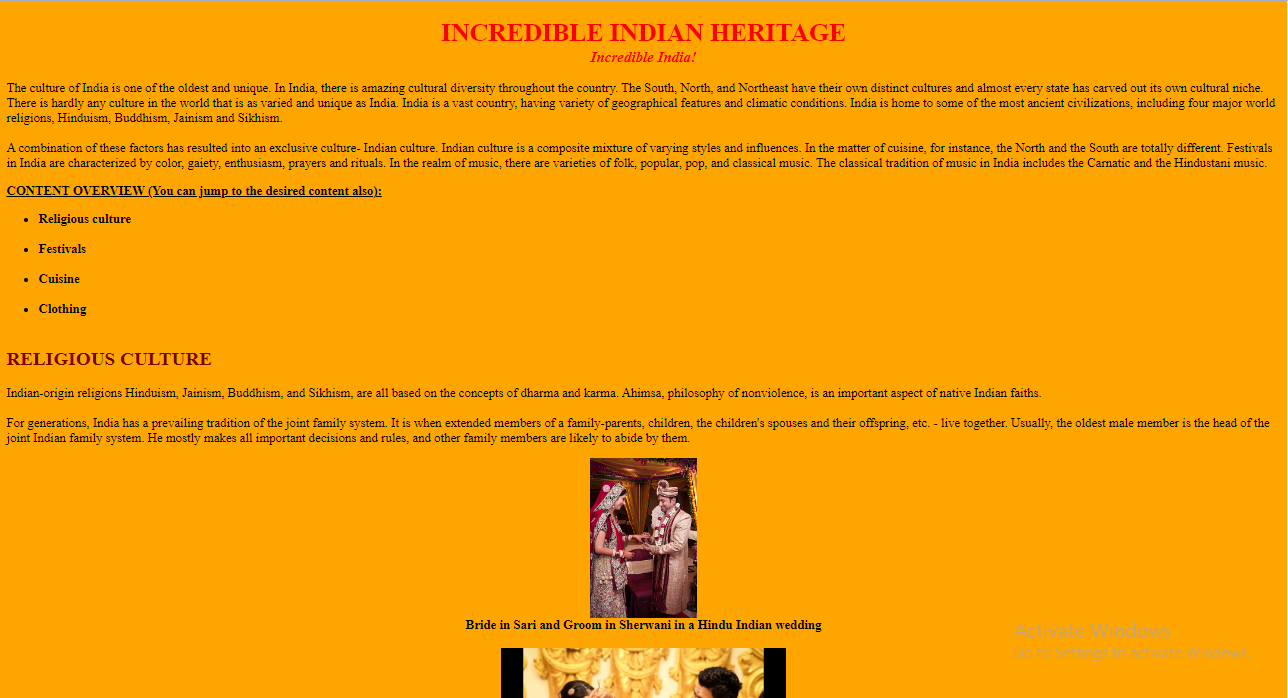 INCREDIBLE INDIAN HERITAGE
Incredible India!
The culture of India is one of the oldest and unique. In India, there is amazing cultural diversity throughout the country. The South, North, and Northeast have their own distinct cultures and almost every state has carved out its own cultural niche.
There is hardly any culture in the world that is as varied and unique as India. India is a vast country, having variety of geographical features and climatic conditions. India is home to some of the most ancient civilizations, including four major world
religions, Hinduism, Buddhism, Jainism and Sikhism.
A combination of these factors has resulted into an exclusive culture- Indian culture. Indian culture is a composite mixture of varying styles and influences. In the matter of cuisine, for instance, the North and the South are totally different. Festivals
in India are characterized by color, gaiety, enthusiasm, prayers and rituals. In the realm of music, there are varieties of folk, popular, pop, and classical music. The classical tradition of music in India includes the Carnatic and the Hindustani music.
CONTENT OVERVIEW (You can jump to the desired content also):
• Religious culture
• Festivals
• Cuisine
• Clothing
RELIGIOUS CULTURE
Indian-origin religions Hinduism, Jainism, Buddhism, and Sikhism, are all based on the concepts of dharma and karma. Ahimsa, philosophy of nonviolence, is an important aspect of native Indian faiths.
For generations, India has a prevailing tradition of the joint family system. It is when extended members of a family-parents, children, the children's spouses and their offspring, etc. - live together. Usually, the oldest male member is the head of the
joint Indian family system. He mostly makes all important decisions and rules, and other family members are likely to abide by them.
Bride in Sari and Groom in Sherwani in a Hindu Indian wedding
Activate Windows
Go to Settings to activate Windows.